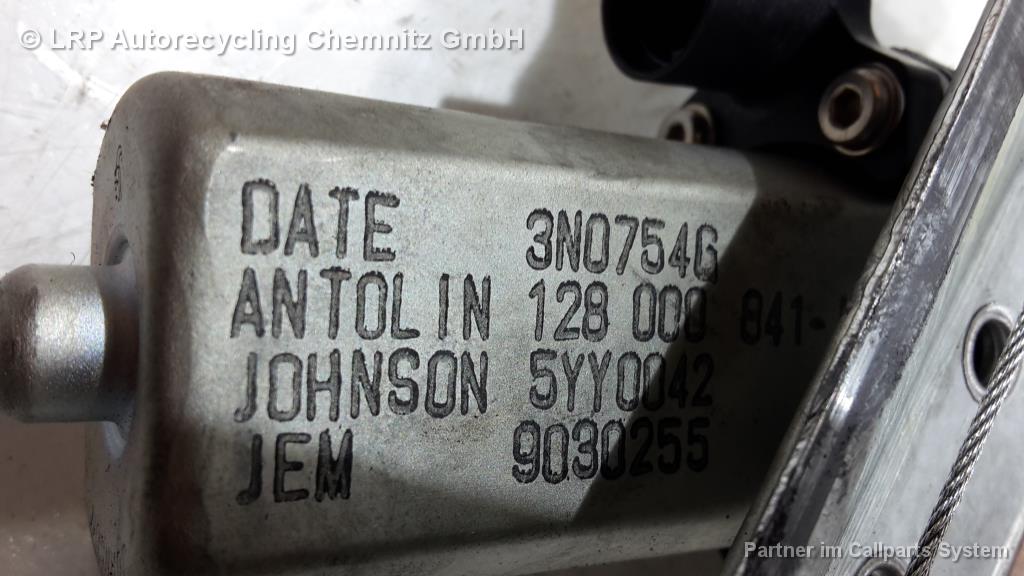 © LRP Autorecycling Chemnitz GmbH
DATE 3N0754G
ANTOLIN 128 000 841-
JOHNSON 5YY0042
JEM 9030255
Partner im Callparts System